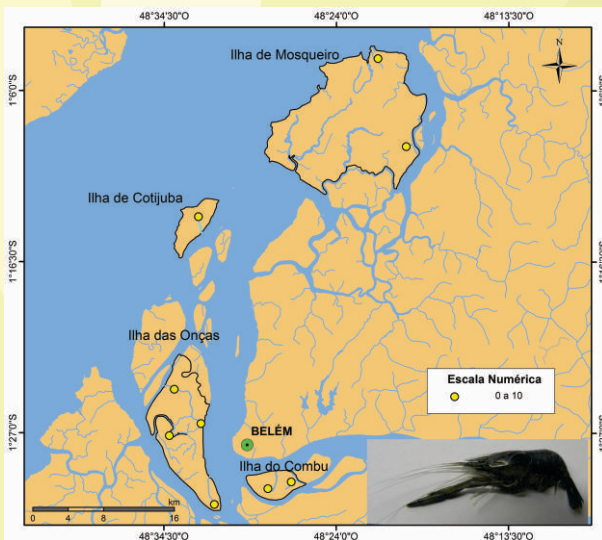 48°34'30"S 48°24'0"S 48°13'30"S
N
Ilha de Mosqueiro
1°6'0"S
Ilha de Cotijuba
1°16'30"S
Ilha das Onças
Escala Numérica
0 a 10
BELÉM
1°27'0"S
Ilha do Combu
km
0 4 8 16
48°34'30"S 48°24'0"S 48°13'30"S